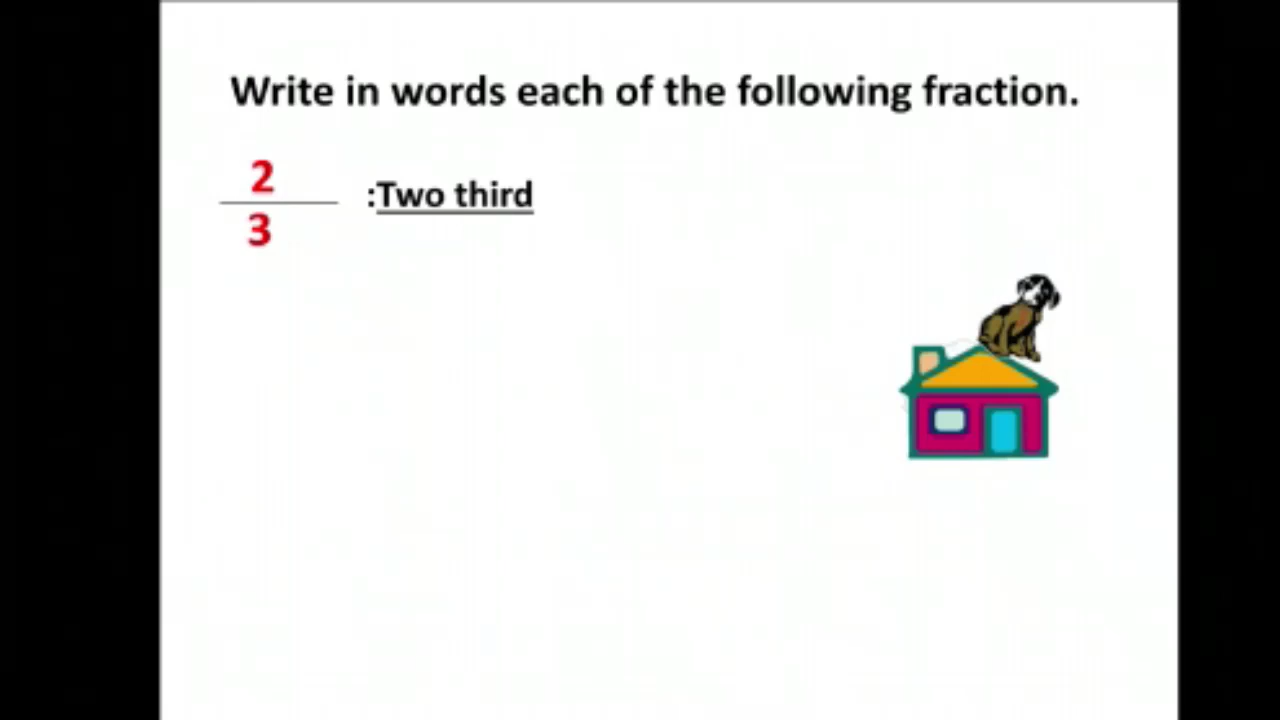 Write in words each of the following fraction.
2
:Two third
3